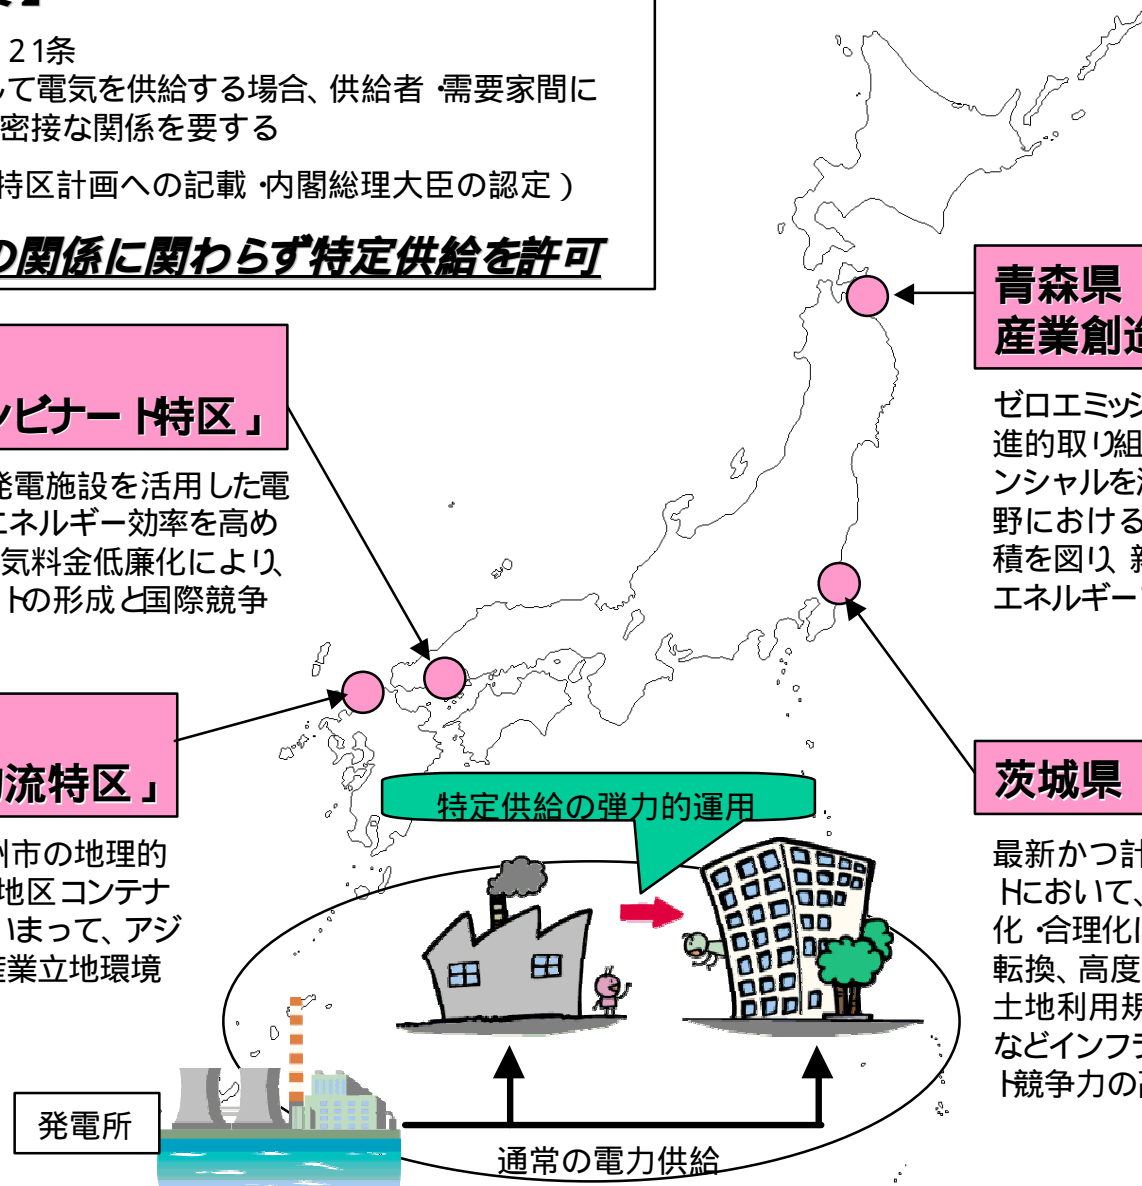 21条
して電気を供給する場合、供給者・需要家間に
密接な関係を要する
特区計画への記載・内閣総理大臣の認定)
の関係に関わらず特定供給を許可
ンビナート特区」
発電施設を活用した電
エネルギー効率を高め
気料金低廉化により、
トの形成と国際競争
物流特区」
州市の地理的
地区コンテナ
いまって、アジ
産業立地環境
青森県
産業創造
ゼロエミッシ
進的取り組
ンシャルを活
野における
積を図り、新
エネルギー
茨城県
最新かつ計
トにおいて、
化・合理化に
転換、高度
土地利用規
などインフラ
ト競争力の高
特定供給の弾力的運用
発電所
通常の電力供給